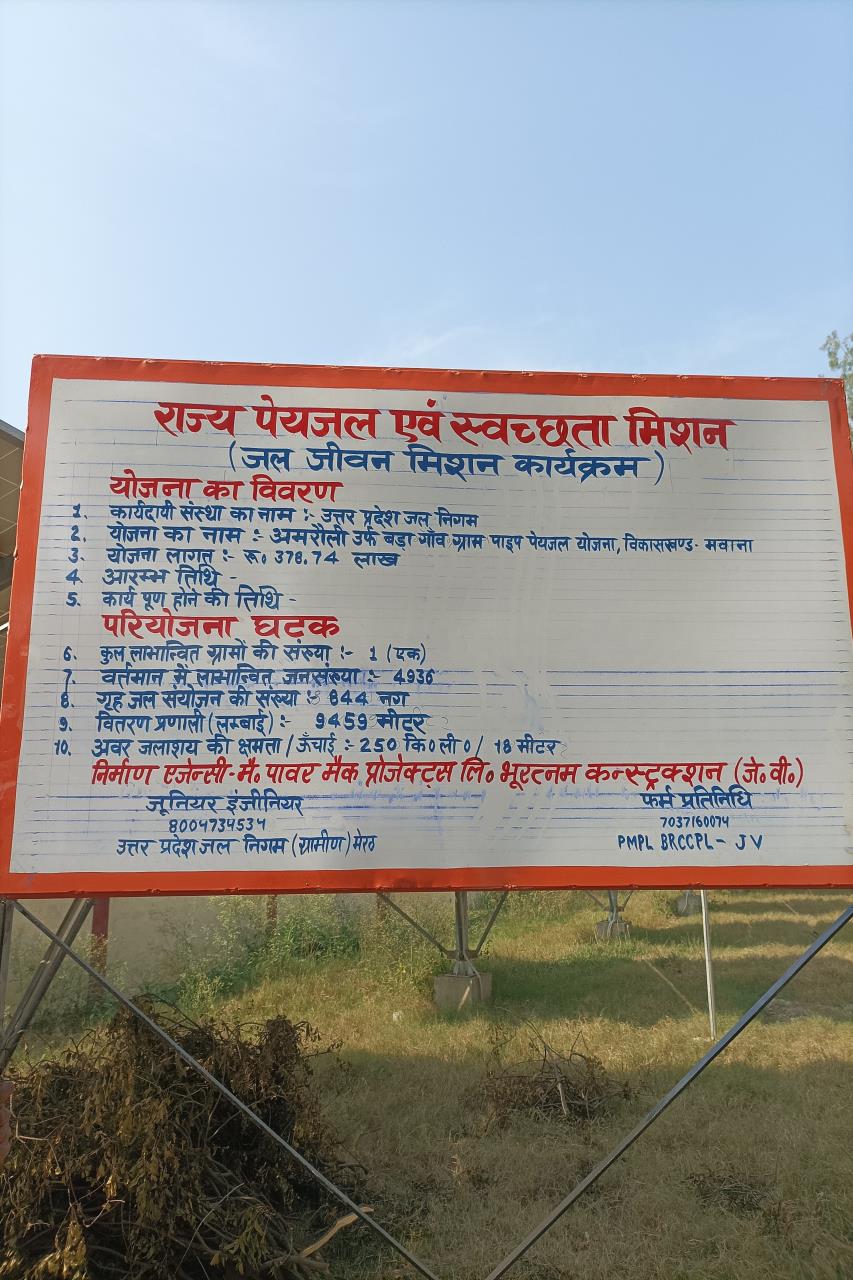 राज्य पेयजल एवं स्वच्छता मिशन
(जल जीवन मिशन कार्यक्रम)
योजना का विवरण
1. कार्यदायी संस्था का नाम :- उत्तर प्रदेश जल निगम
2. योजना का नाम :- अमरौली उर्फ बड़ा गाँव ग्राम पाइप पेयजल योजना, विकासखण्ड- मवाना
3. योजना लागत :- रू० 378.74 लाख
4. आरम्भ तिथि -
5. कार्य पूण होने की तिथि -
परियोजना घटक
6. कुल लाभान्वित ग्रामों की संख्या :- 1 (एक)
7. वर्तमान में लाभान्वित जनसंख्या :- 4936
8. गृह जल संयोजन की संख्या :- 844 नग
9. वितरण प्रणाली (लम्बाई) :- 9459 मीटर
10. अवर जलाशय की क्षमता / ऊँचाई :- 250 कि०ली०/ 18 मीटर
निर्माण एजेन्सी - मै. पावर मैक प्रोजेक्ट्स लि० भूरत्नम कन्स्ट्रक्शन (जे०वी०)
जूनियर इंजीनियर
8004734534
उत्तर प्रदेश जल निगम (ग्रामीण) मेरठ
फर्म प्रतिनिधि
7037160074
PMPL BRCCPL - JV